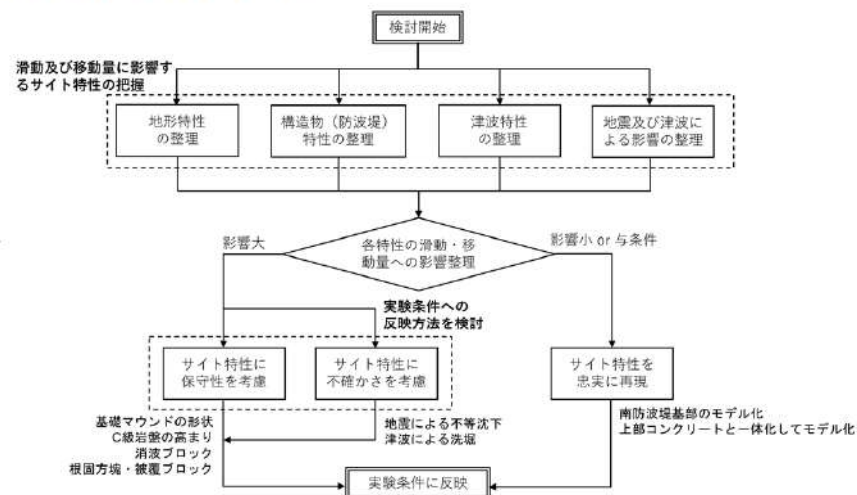 検討開始
滑動及び移動量に影響す
るサイト特性の把握
地形特性
の整理
構造物（防波堤）
特性の整理
津波特性
の整理
地震及び津波に
よる影響の整理
各特性の滑動・移
動量への影響整理
影響大
影響小 or 与条件
実験条件への
反映方法を検討
サイト特性に
保守性を考慮
サイト特性に
不確かさを考慮
サイト特性を
忠実に再現
基礎マウンドの形状
C級岩盤の高まり
消波ブロック
根固方塊・被覆ブロック
地震による不等沈下
津波による洗堀
南防波堤基部のモデル化
上部コンクリートと一体化してモデル化
実験条件に反映